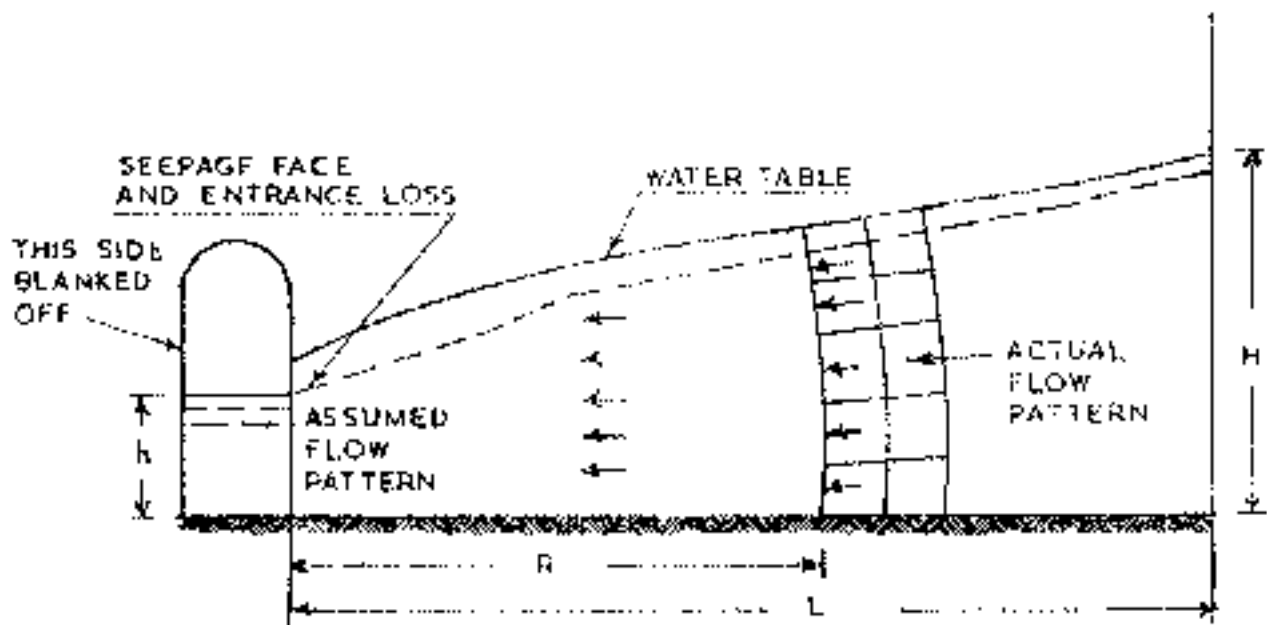 SEEPAGE FACE
AND ENTRANCE LOSS
WATER TABLE
THIS SIDE
BLANKED
OFF
h
ASSUMED
FLOW
PATTERN
ACTUAL
FLOW
PATTERN
H
R
L